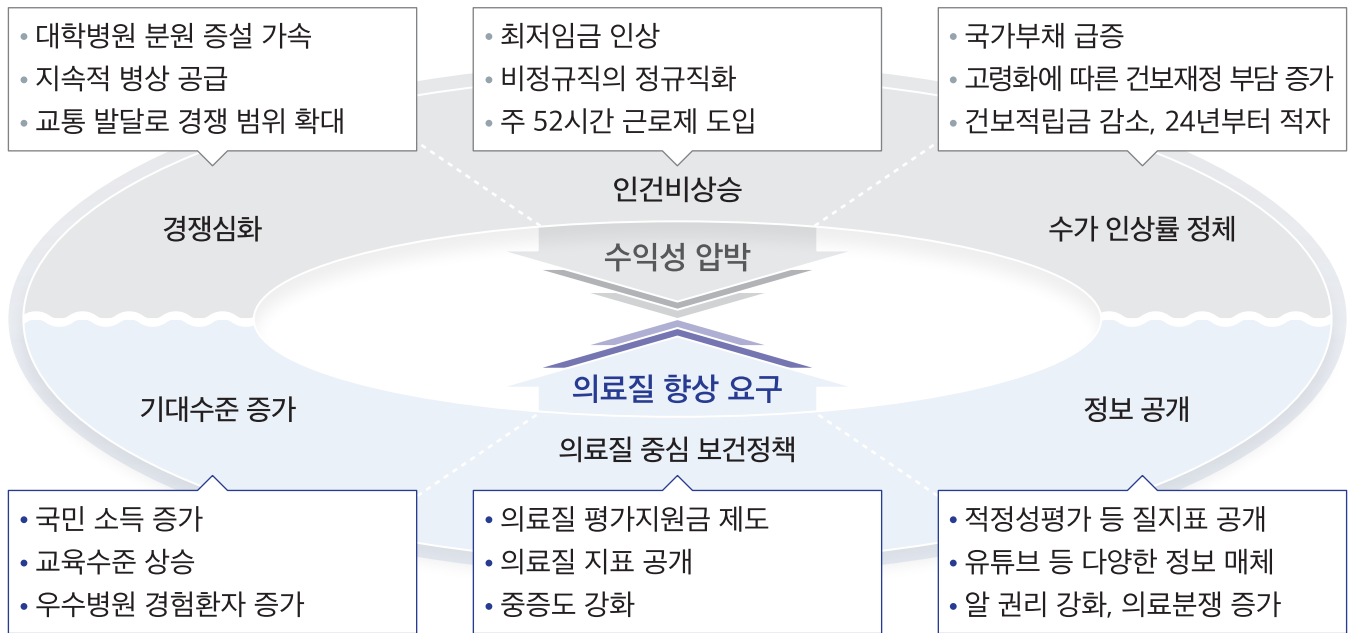 대학병원 분원 증설 가속
지속적 병상 공급
교통 발달로 경쟁 범위 확대
최저임금 인상
비정규직의 정규직화
주 52시간 근로제 도입
국가부채 급증
고령화에 따른 건보재정 부담 증가
건보적립금 감소, 24년부터 적자
경쟁심화
인건비상승
수가 인상률 정체
수익성 압박
의료질 향상 요구
기대수준 증가
의료질 중심 보건정책
정보 공개
국민 소득 증가
교육수준 상승
우수병원 경험환자 증가
의료질 평가지원금 제도
의료질 지표 공개
중증도 강화
적정성평가 등 질지표 공개
유튜브 등 다양한 정보 매체
알 권리 강화, 의료분쟁 증가